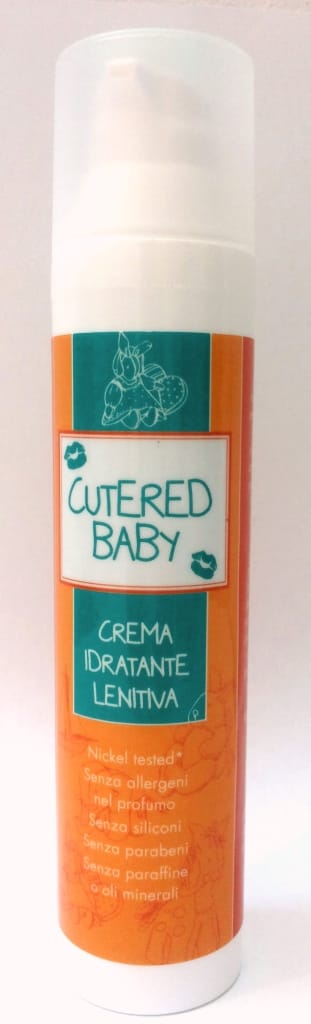 CUTERED
BABY
CREMA
IDRATANTE
LENITIVA
Nickel tested*
Senza allergeni
nel profumo
Senza siliconi
Senza parabeni
Senza paraffine
o oli minerali